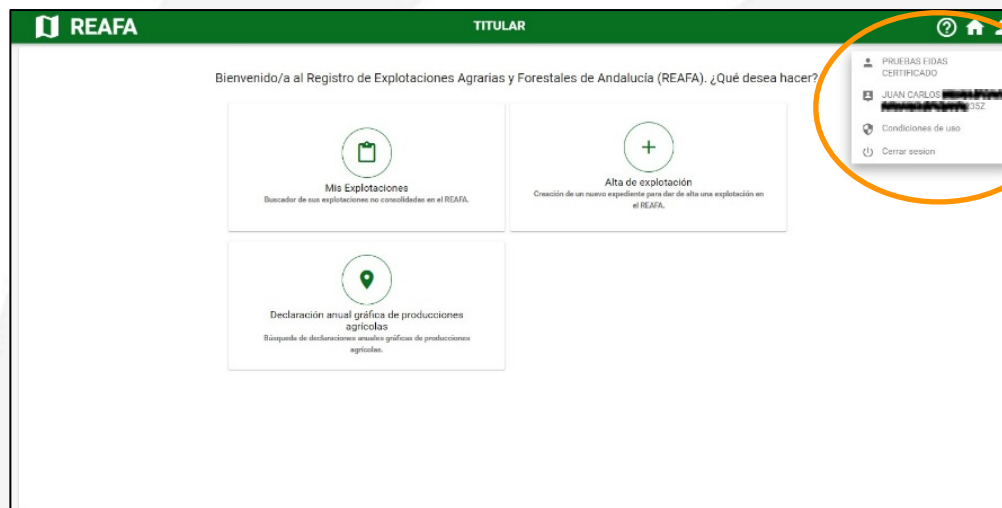 REAFA
TITULAR
Bienvenido/a al Registro de Explotaciones Agrarias y Forestales de Andalucía (REAFA). ¿Qué desea hacer?
PRUEBAS EIDAS
CERTIFICADO
JUAN CARLOS
35Z
Condiciones de uso
Cerrar sesion
Mis Explotaciones
Buscador de sus explotaciones no consolidadas en el REAFA.
Alta de explotación
Creación de un nuevo expediente para dar de alta una explotación en
el REAFA.
Declaración anual gráfica de producciones
agrícolas
Búsqueda de declaraciones anuales gráficas de producciones
agrícolas.